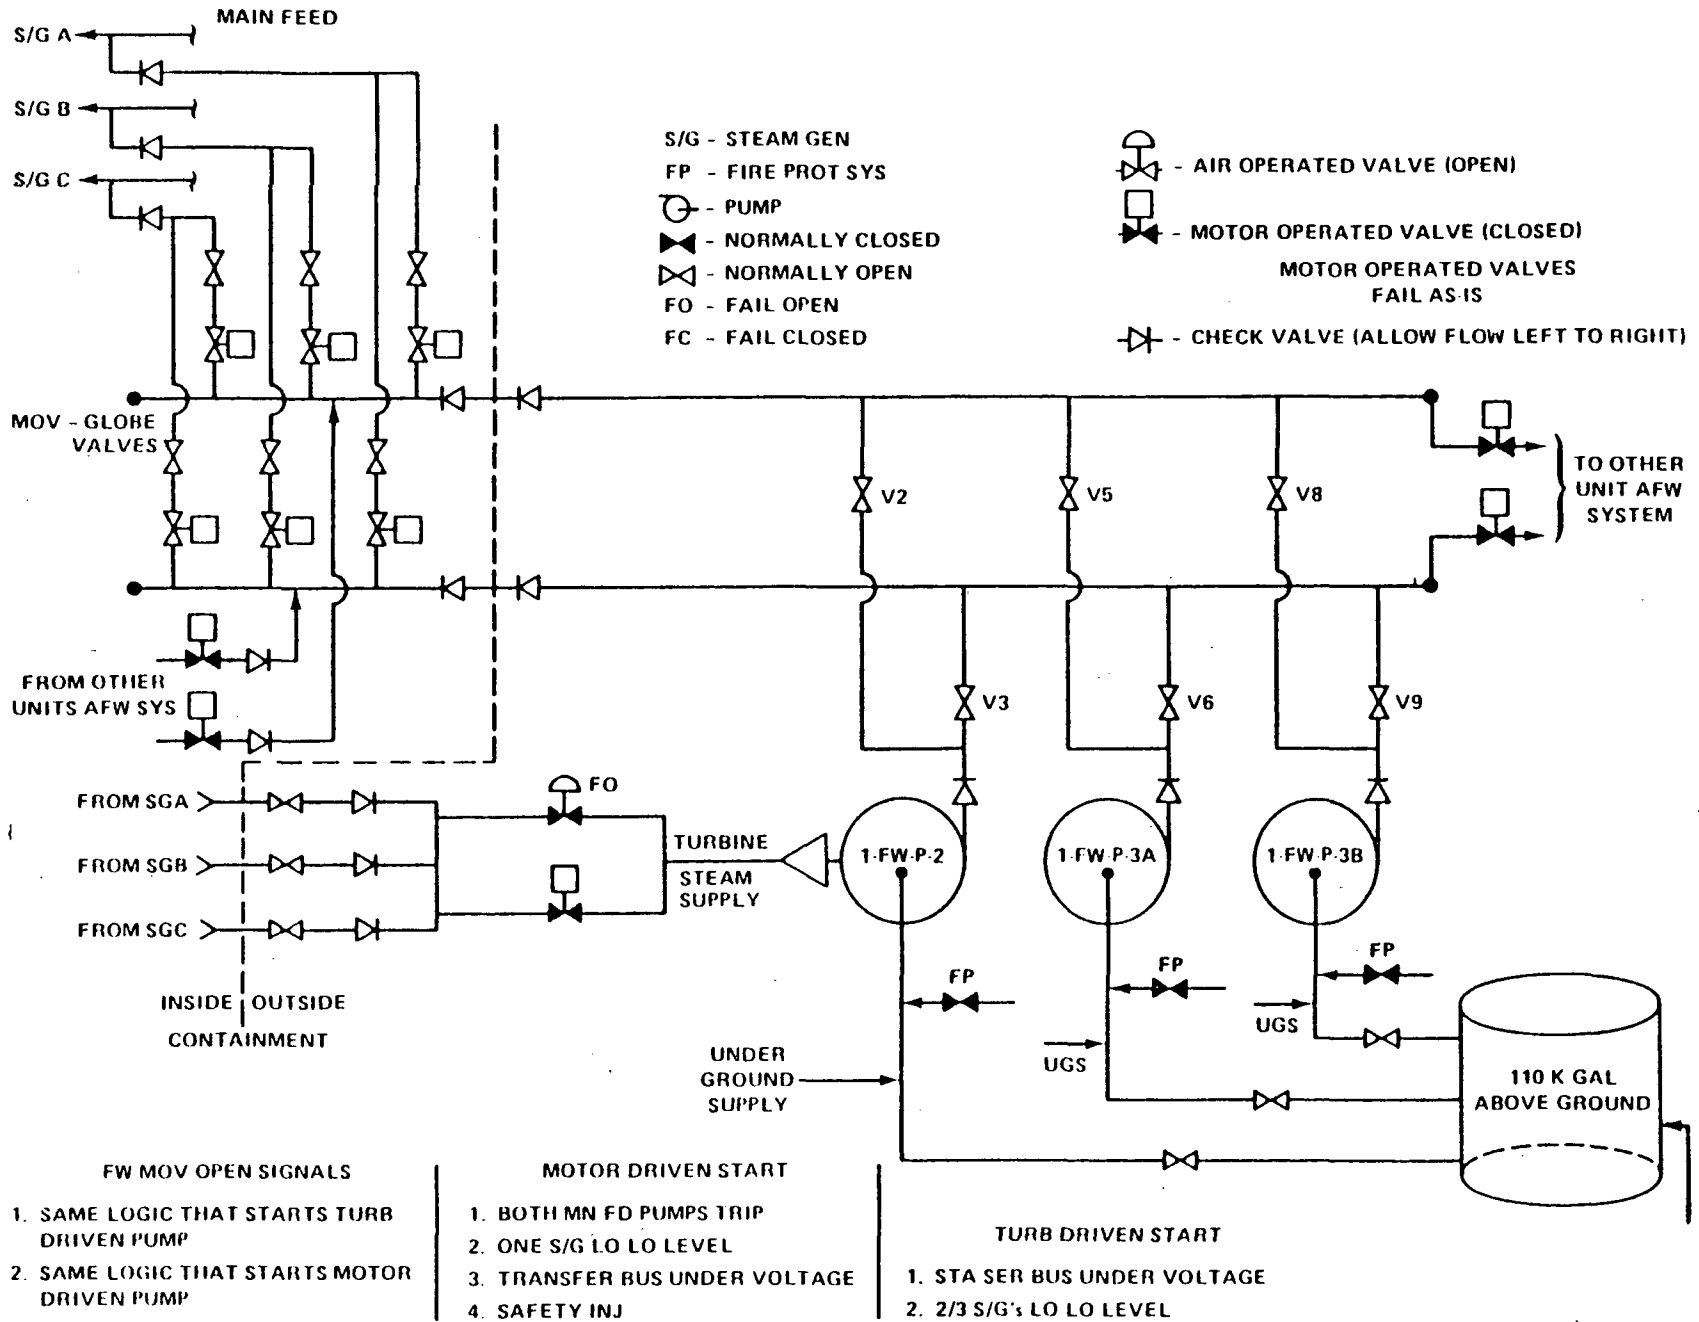 MAIN FEED
S/G A
S/G B
S/G C
S/G - STEAM GEN
FP - FIRE PROT SYS
- PUMP
- NORMALLY CLOSED
- NORMALLY OPEN
FO - FAIL OPEN
FC - FAIL CLOSED
- AIR OPERATED VALVE (OPEN)
- MOTOR OPERATED VALVE (CLOSED)
MOTOR OPERATED VALVES
FAIL AS-IS
- CHECK VALVE (ALLOW FLOW LEFT TO RIGHT)
MOV - GLOBE
VALVES
V2
V5
V8
TO OTHER
UNIT AFW
SYSTEM
FROM OTHER
UNITS AFW SYS
V3
V6
V9
FROM SGA
FROM SGB
FROM SGC
FO
TURBINE
STEAM
SUPPLY
1-FW-P-2
1-FW-P-3A
1-FW-P-3B
INSIDE
OUTSIDE
CONTAINMENT
FP
FP
FP
UGS
UGS
UNDER
GROUND
SUPPLY
110 K GAL
ABOVE GROUND
FW MOV OPEN SIGNALS
1. SAME LOGIC THAT STARTS TURB
DRIVEN PUMP
2. SAME LOGIC THAT STARTS MOTOR
DRIVEN PUMP
MOTOR DRIVEN START
1. BOTH MN FD PUMPS TRIP
2. ONE S/G LO LO LEVEL
3. TRANSFER BUS UNDER VOLTAGE
4. SAFETY INJ
TURB DRIVEN START
1. STA SER BUS UNDER VOLTAGE
2. 2/3 S/G's LO LO LEVEL